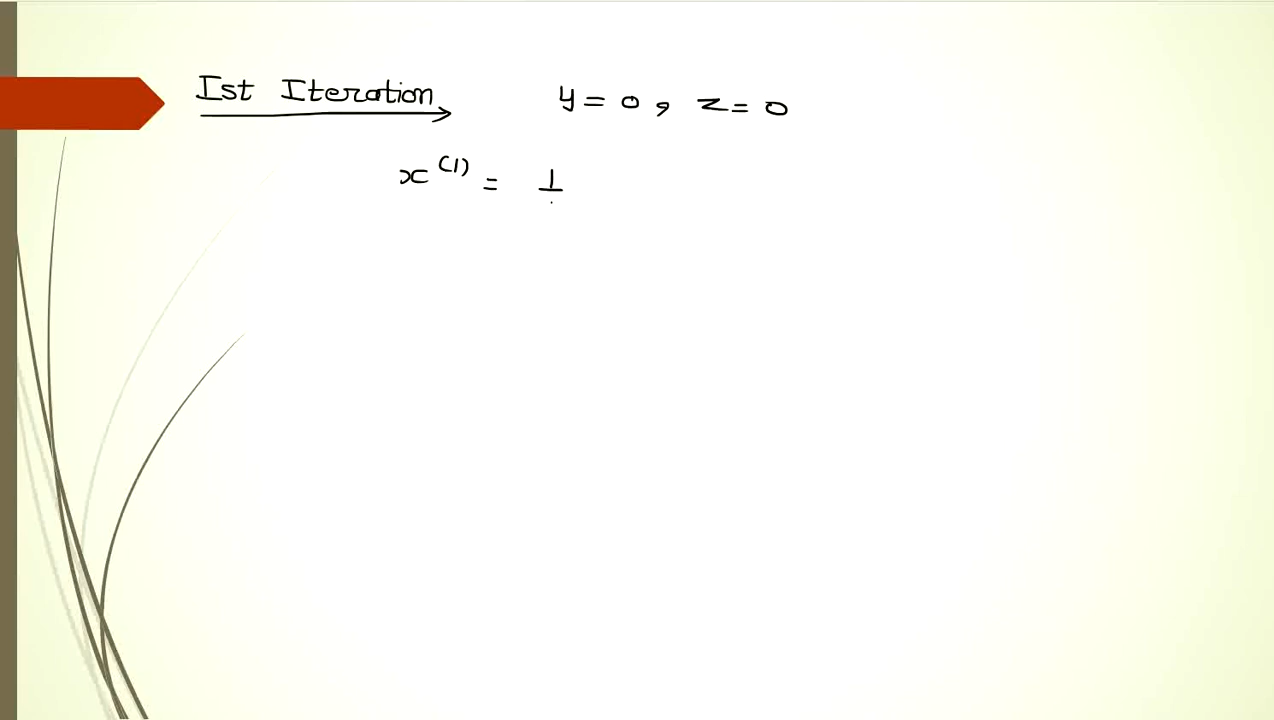 Ist Iteration y = 0, z = 0
x^(1) = 1